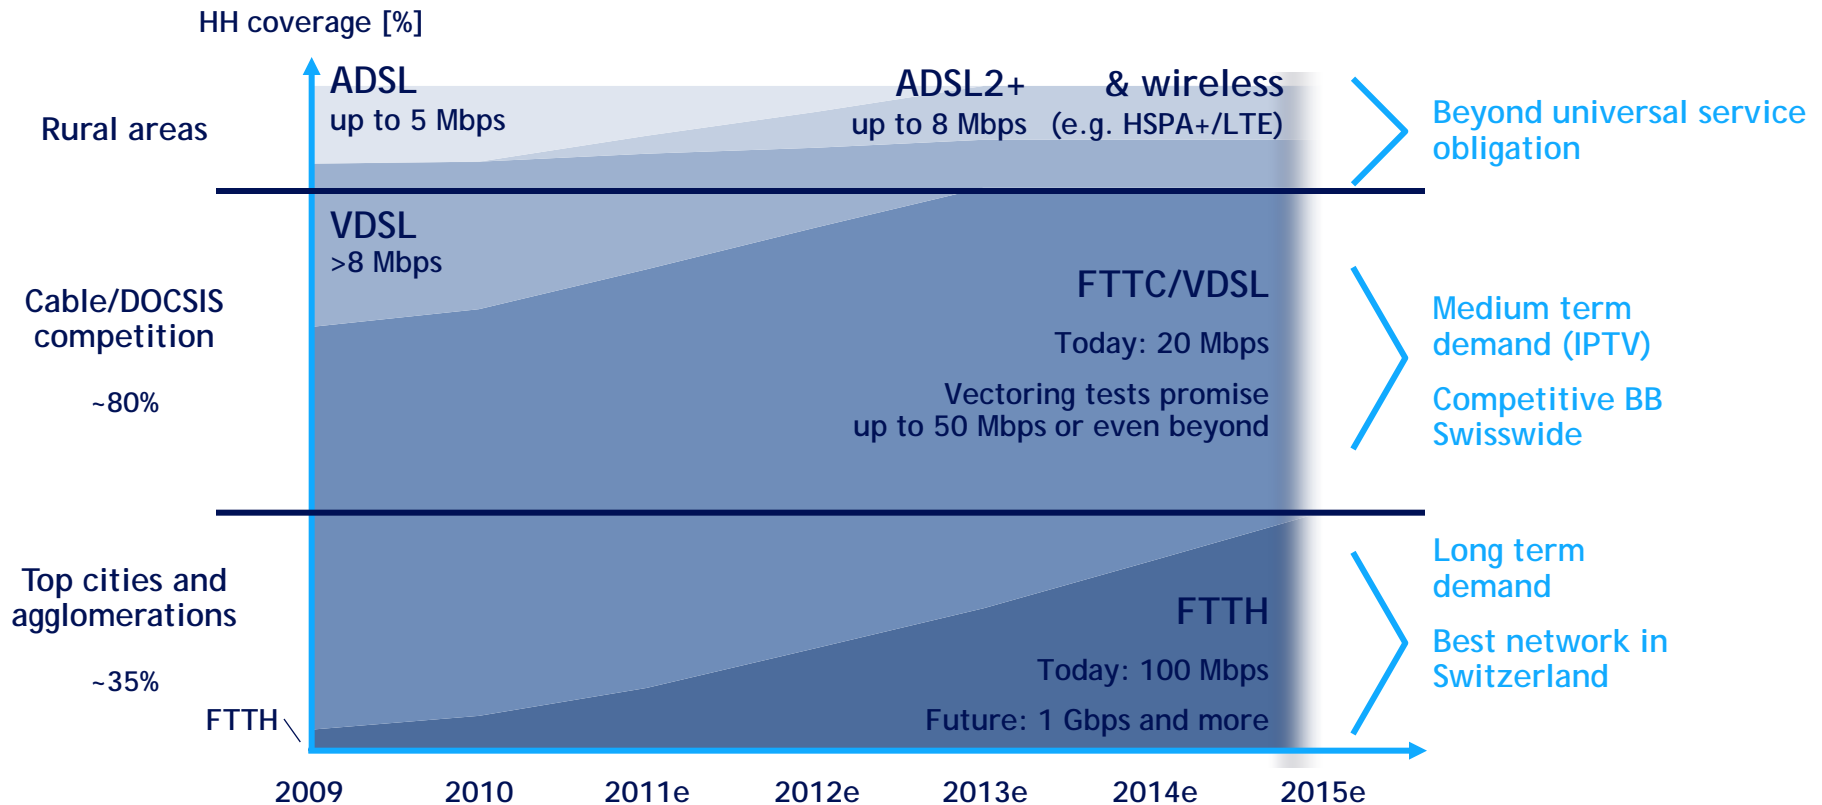 HH coverage [%]
Rural areas
ADSL
up to 5 Mbps
ADSL2+
up to 8 Mbps
& wireless
(e.g. HSPA+/LTE)
Beyond universal service
obligation
Cable/DOCSIS
competition
~80%
VDSL
>8 Mbps
FTTC/VDSL
Today: 20 Mbps
Vectoring tests promise
up to 50 Mbps or even beyond
Medium term
demand (IPTV)
Competitive BB
Swisswide
Top cities and
agglomerations
~35%
FTTH
FTTH
Today: 100 Mbps
Future: 1 Gbps and more
Long term
demand
Best network in
Switzerland
2009 2010 2011e 2012e 2013e 2014e 2015e